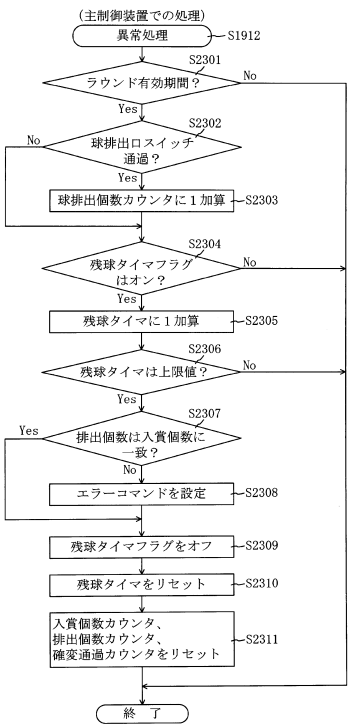 (主制御装置での処理)
異常処理
S1912
S2301
ラウンド有効期間?
No
Yes
S2302
No
球排出口スイッチ
通過?
Yes
球排出個数カウンタに1加算
S2303
S2304
残球タイマフラグ
はオン?
No
Yes
残球タイマに1加算
S2305
S2306
残球タイマは上限値?
No
Yes
S2307
Yes
排出個数は入賞個数に
一致?
No
エラーコマンドを設定
S2308
残球タイマフラグをオフ
S2309
残球タイマをリセット
S2310
入賞個数カウンタ、
排出個数カウンタ、
確変通過カウンタをリセット
S2311
終 了